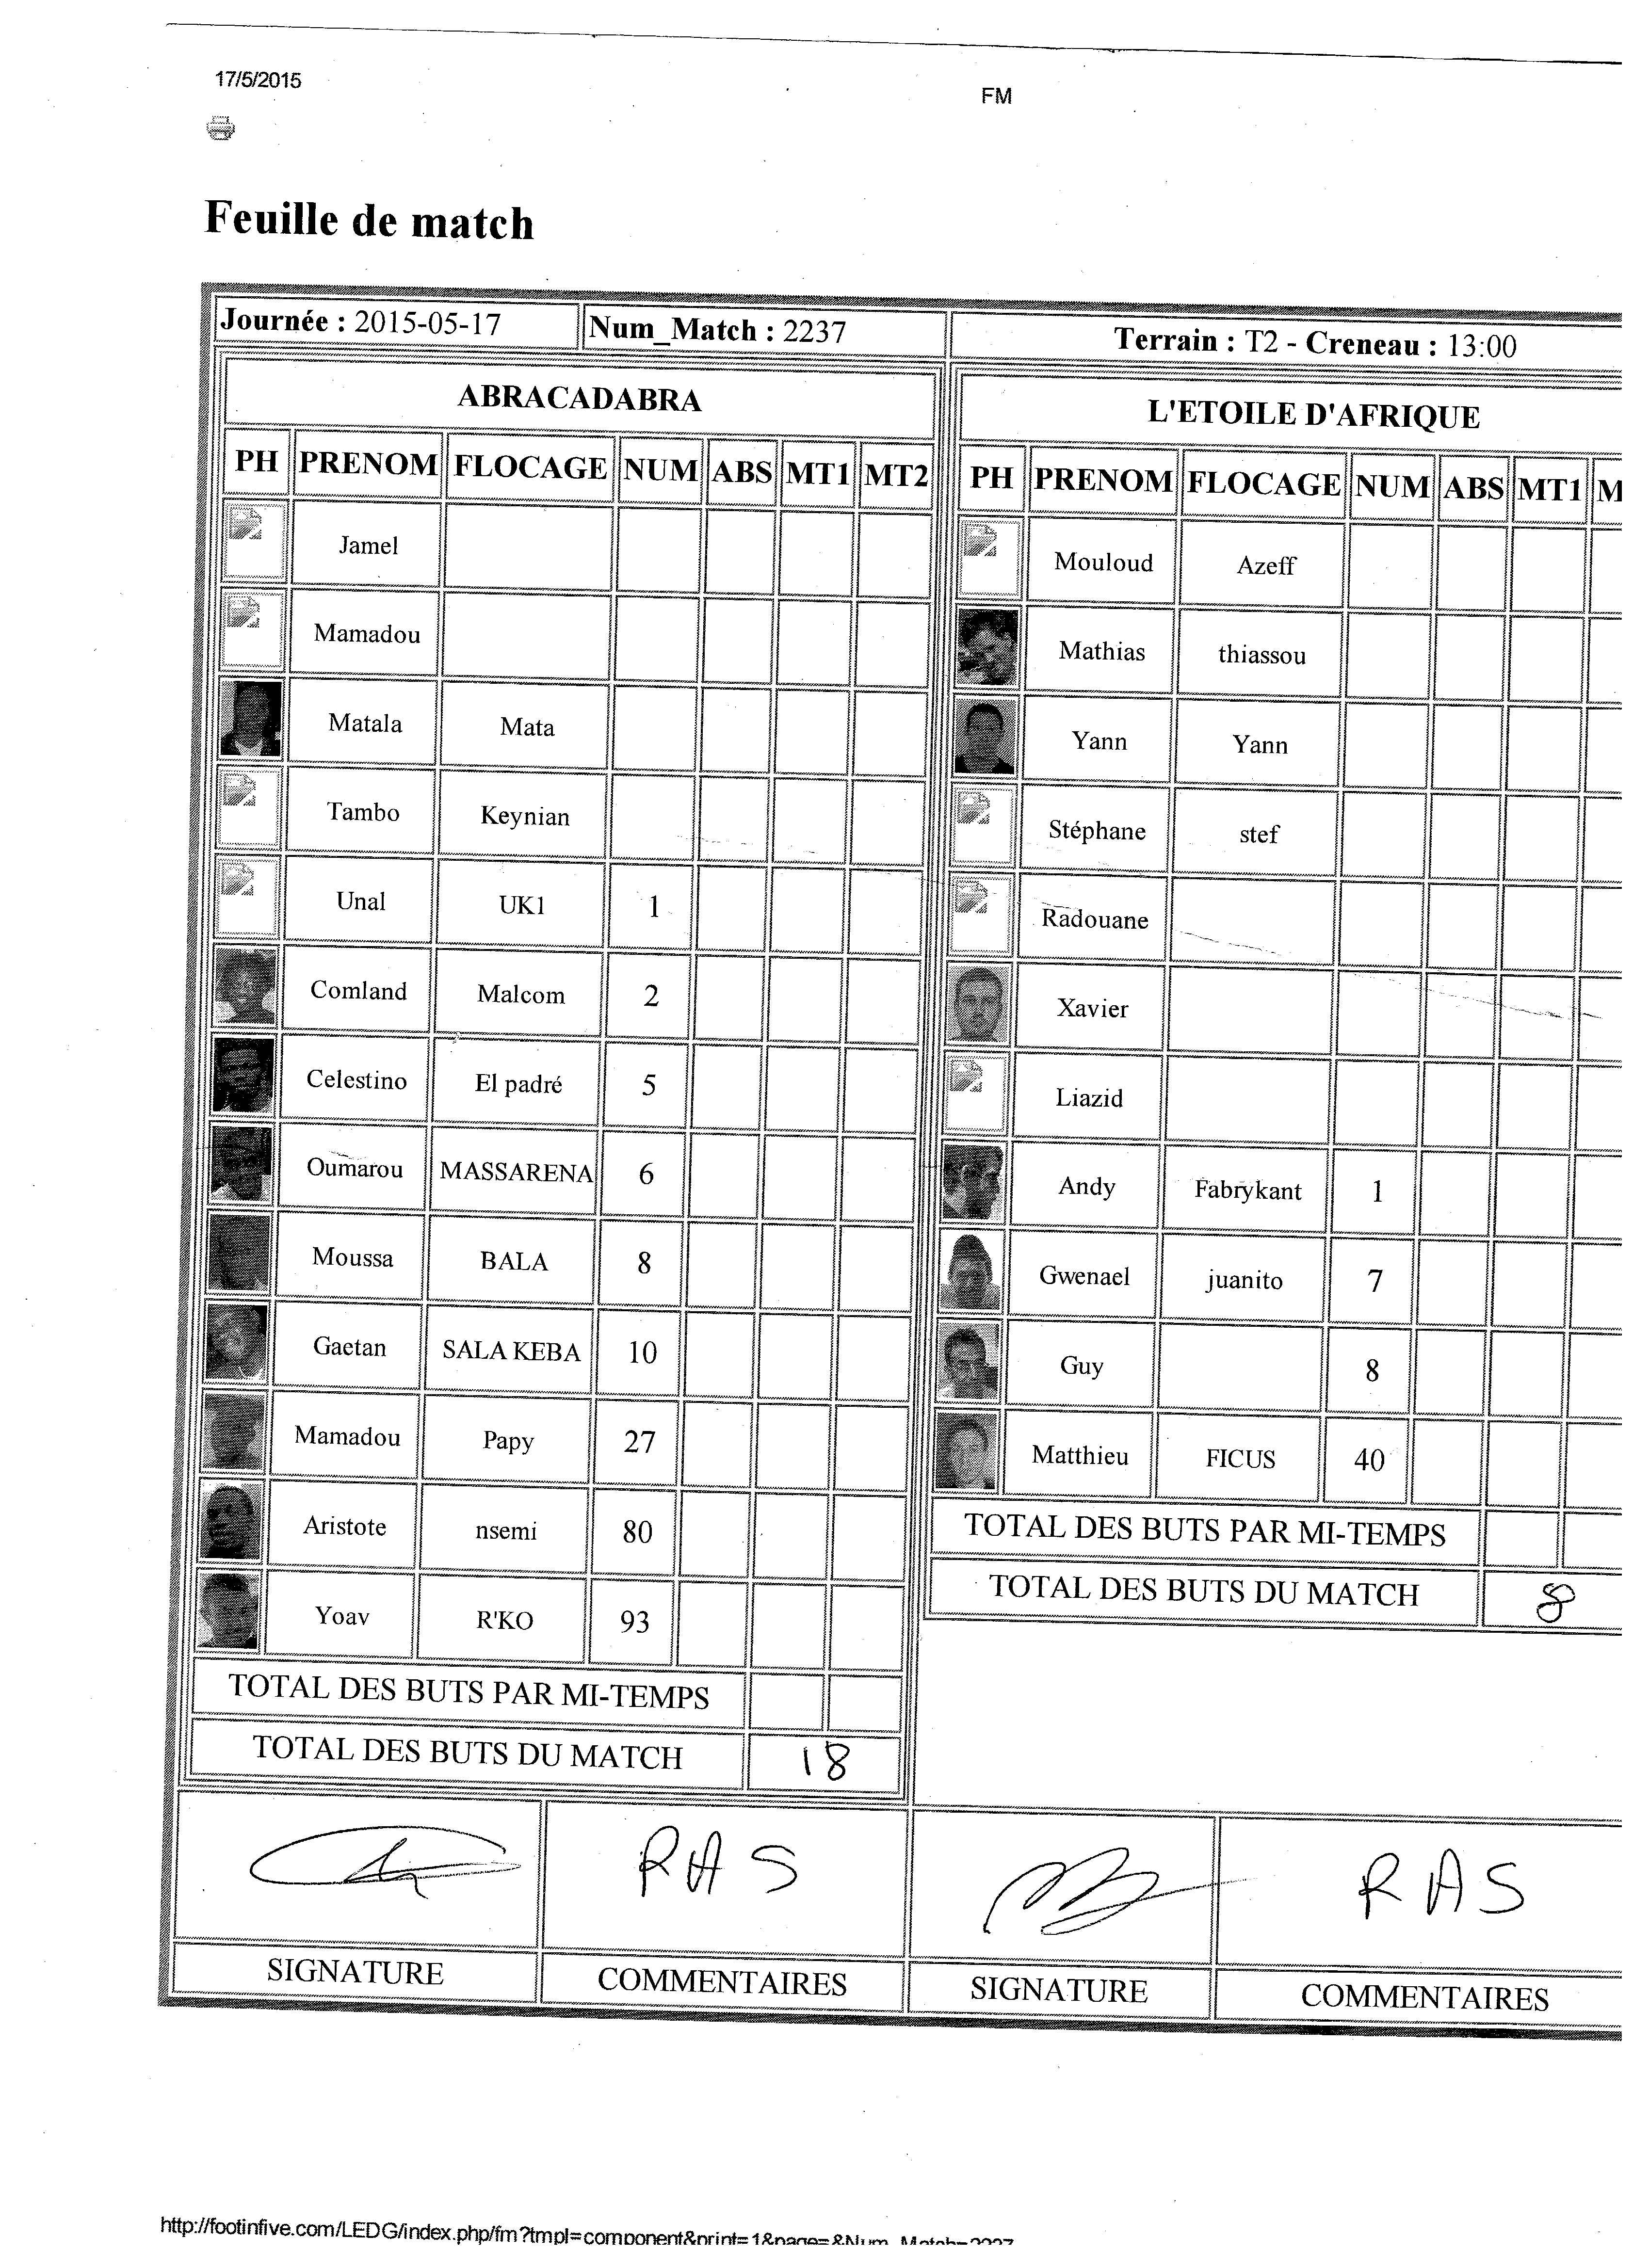 17/5/2015
FM
Feuille de match
Journée : 2015-05-17
Num_Match : 2237
Terrain : T2 - Creneau : 13:00
ABRACADABRA
PH PRENOM FLOCAGE NUM ABS MT1 MT2
Jamel
Mamadou
Matala Mata
Tambo Keynian
Unal UK1 1
Comland Malcom 2
Celestino El padré 5
Oumarou MASSARENA 6
Moussa BALA 8
Gaetan SALA KEBA 10
Mamadou Papy 27
Aristote nsemi 80
Yoav R'KO 93
TOTAL DES BUTS PAR MI-TEMPS
TOTAL DES BUTS DU MATCH 18
L'ETOILE D'AFRIQUE
PH PRENOM FLOCAGE NUM ABS MT1 M
Mouloud Azeff
Mathias thiassou
Yann Yann
Stéphane stef
Radouane
Xavier
Liazid
Andy Fabrykant 1
Gwenael juanito 7
Guy 8
Matthieu FICUS 40
TOTAL DES BUTS PAR MI-TEMPS
TOTAL DES BUTS DU MATCH 8
RAS
RAS
SIGNATURE COMMENTAIRES SIGNATURE COMMENTAIRES
http://footinfive.com/LEDG/index.php/fm?tmpl=component&print=1&page=&Num_Match=2237